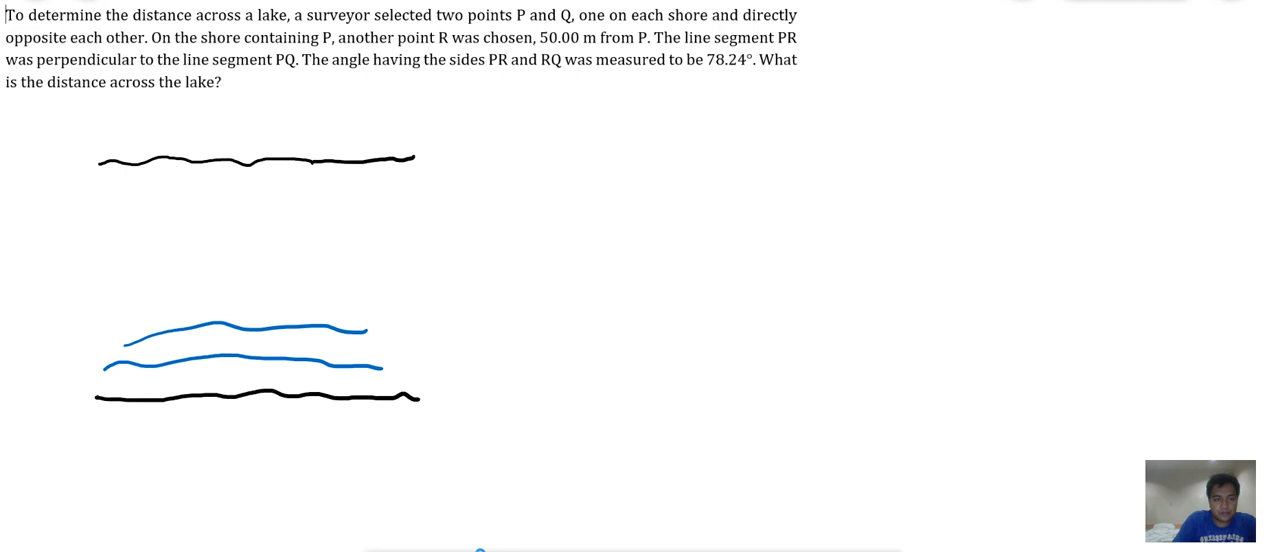 To determine the distance across a lake, a surveyor selected two points P and Q, one on each shore and directly
opposite each other. On the shore containing P, another point R was chosen, 50.00 m from P. The line segment PR
was perpendicular to the line segment PQ. The angle having the sides PR and RQ was measured to be 78.24°. What
is the distance across the lake?